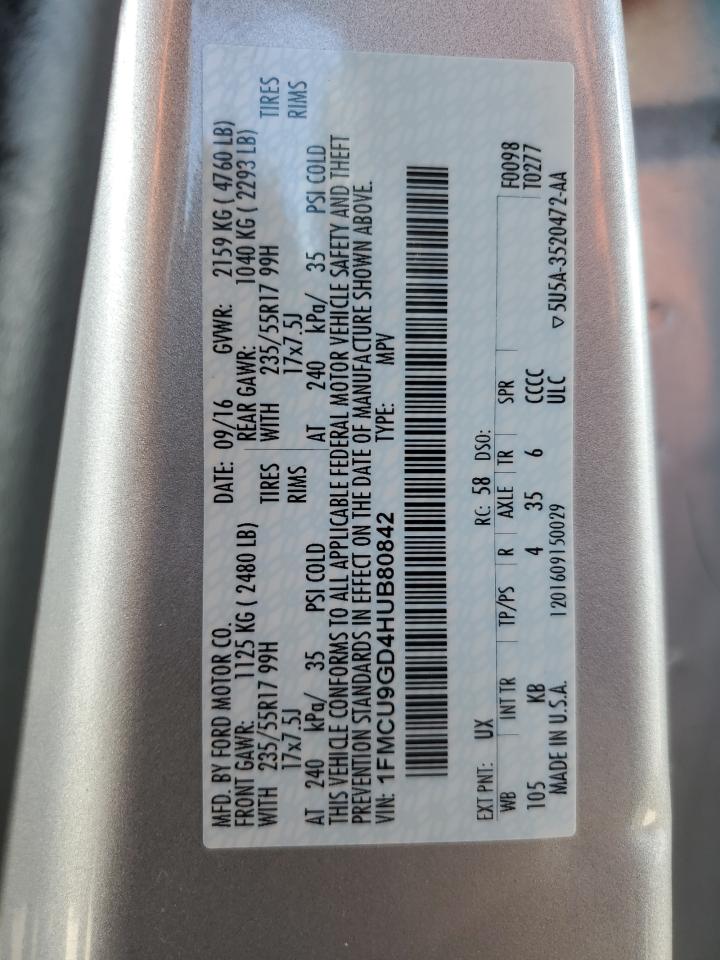 MFD. BY FORD MOTOR CO. DATE: 09/16 GVWR: 2159 KG ( 4760 LB)
FRONT GAWR: 1125 KG ( 2480 LB) REAR GAWR: 1040 KG ( 2293 LB)
WITH 235/55R17 99H TIRES WITH 235/55R17 99H TIRES
17x7.5J RIMS 17x7.5J RIMS
AT 240 kPa/ 35 PSI COLD AT 240 kPa/ 35 PSI COLD
THIS VEHICLE CONFORMS TO ALL APPLICABLE FEDERAL MOTOR VEHICLE SAFETY AND THEFT
PREVENTION STANDARDS IN EFFECT ON THE DATE OF MANUFACTURE SHOWN ABOVE.
VIN: 1FMCU9GD4HUB80842 TYPE: MPV
EXT PNT: UX RC: 58 DSO:
WB INT TR TP/PS R AXLE TR SPR F0098
105 KB 4 35 6 CCCC T0277
MADE IN U.S.A. 1201609150029 ULC ▽5U5A-3520472-AA